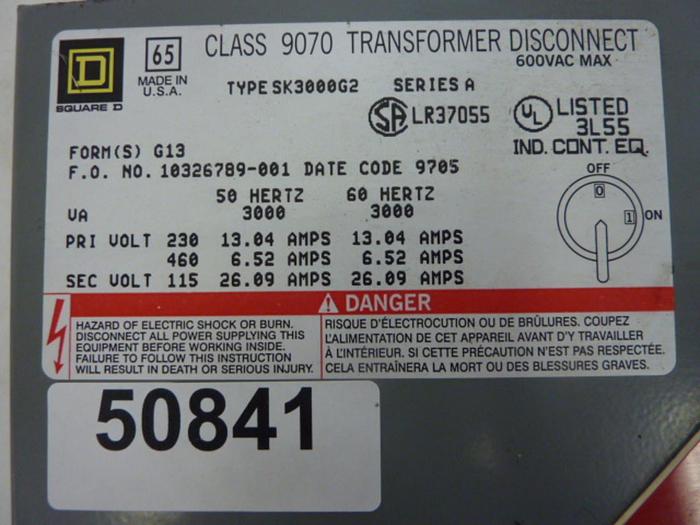 D
SQUARE D
65
MADE IN
U.S.A.
CLASS 9070 TRANSFORMER DISCONNECT
600VAC MAX
TYPE SK3000G2 SERIES A
SA LR37055
UL LISTED
3L55
IND. CONT. EQ.
FORM(S) G13
F.O. NO. 10326789-001 DATE CODE 9705
50 HERTZ 60 HERTZ
VA 3000 3000
PRI VOLT 230 13.04 AMPS 13.04 AMPS
460 6.52 AMPS 6.52 AMPS
SEC VOLT 115 26.09 AMPS 26.09 AMPS
OFF
0
1 ON
DANGER
HAZARD OF ELECTRIC SHOCK OR BURN.
DISCONNECT ALL POWER SUPPLYING THIS
EQUIPMENT BEFORE WORKING INSIDE.
FAILURE TO FOLLOW THIS INSTRUCTION
WILL RESULT IN DEATH OR SERIOUS INJURY.
RISQUE D'ÉLECTROCUTION OU DE BRÛLURES. COUPEZ
L'ALIMENTATION DE CET APPAREIL AVANT D'Y TRAVAILLER
À L'INTÉRIEUR. SI CETTE PRÉCAUTION N'EST PAS RESPECTÉE.
CELA ENTRAÎNERA LA MORT OU DES BLESSURES GRAVES.
50841